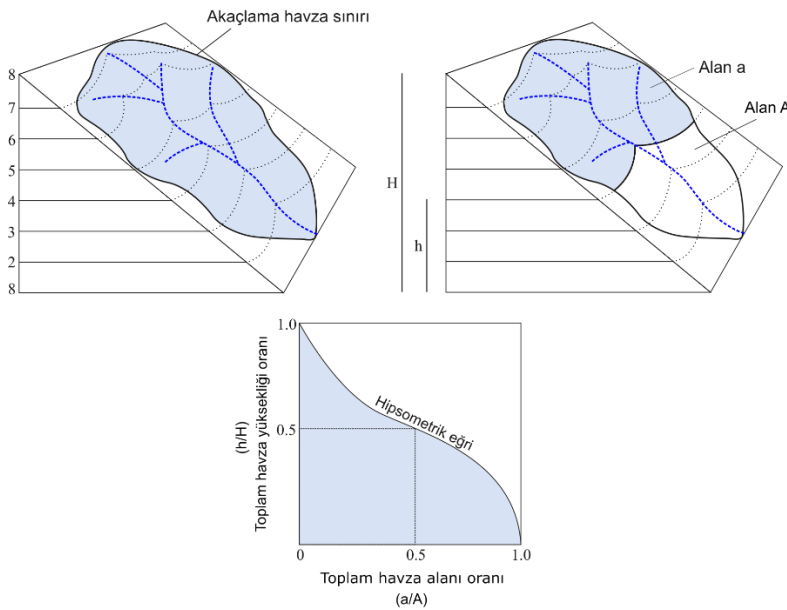 Akaçlama havza sınırı
8
7
6
5
4
3
2
8
H
h
Alan a
Alan A
1.0
0.5
0
0.5
1.0
Hipsometrik eğri
Toplam havza yüksekliği oranı
(h/H)
Toplam havza alanı oranı
(a/A)